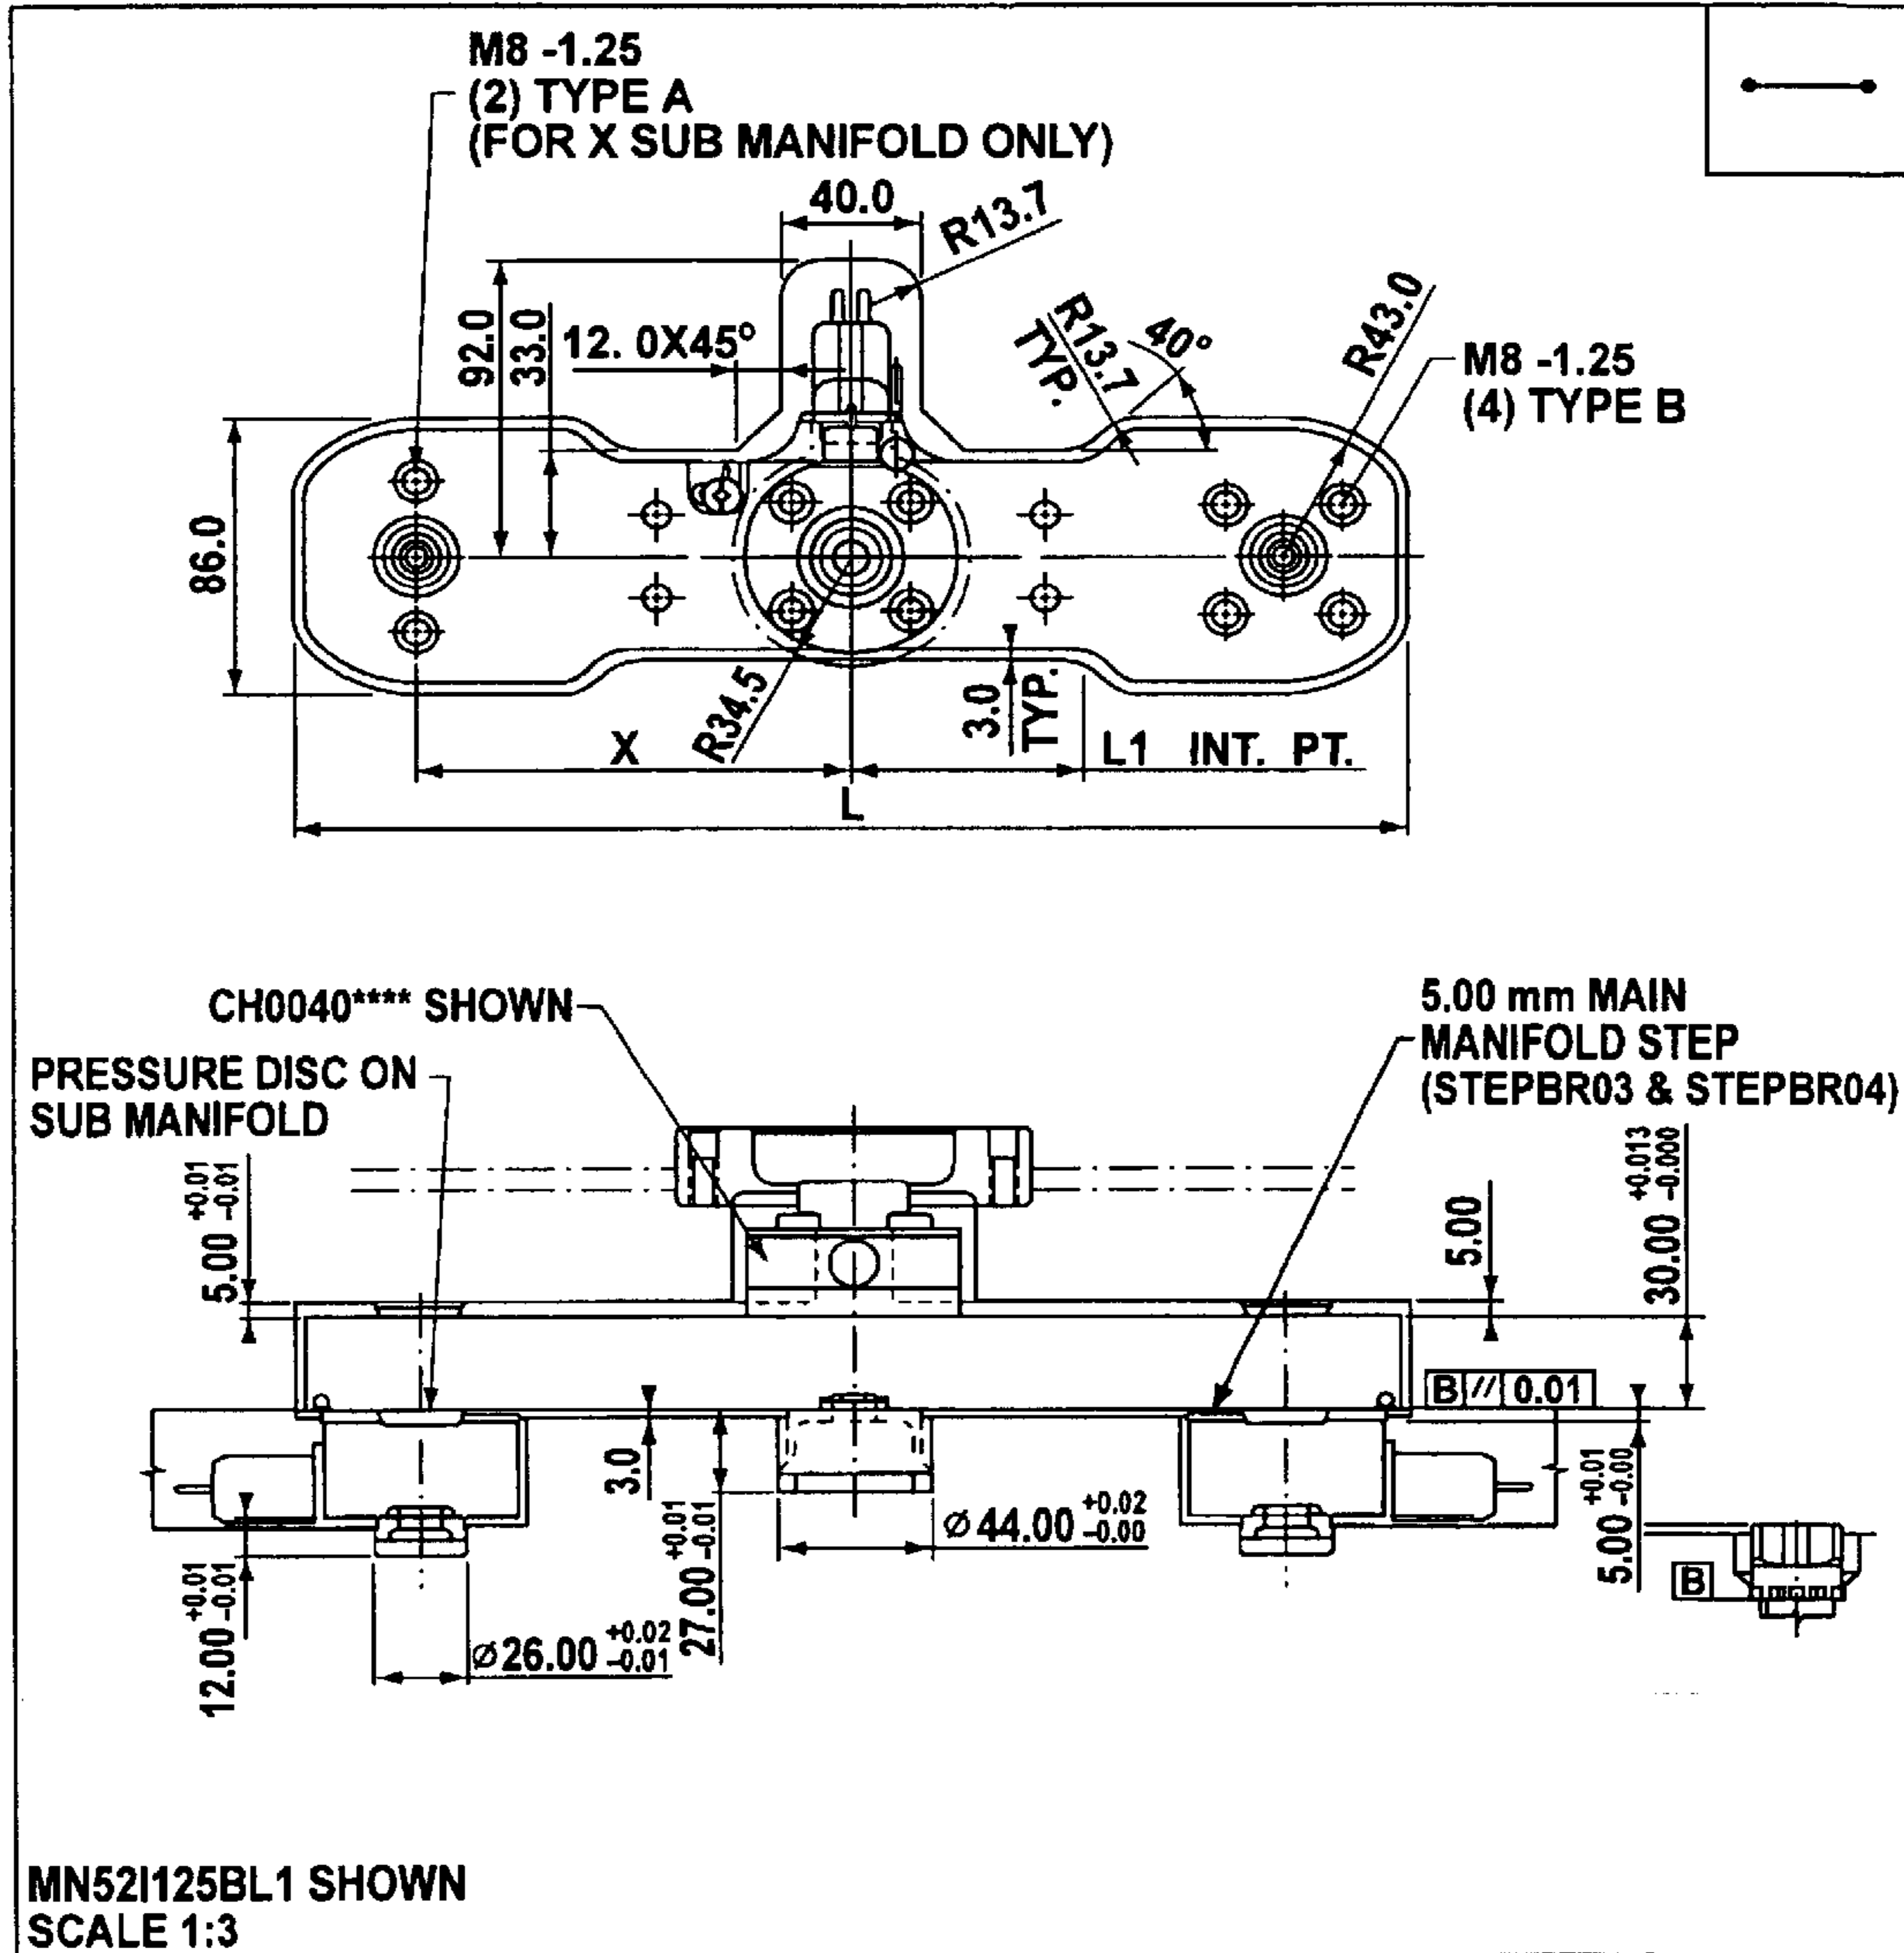 M8 -1.25
(2) TYPE A
(FOR X SUB MANIFOLD ONLY)
40.0
R13.7
92.0
33.0
12. 0X45°
R13.7
TYP.
40°
R43.0
M8 -1.25
(4) TYPE B
86.0
R34.5
3.0
TYP.
X
L1 INT. PT.
L
CH0040**** SHOWN
5.00 mm MAIN
MANIFOLD STEP
(STEPBR03 & STEPBR04)
PRESSURE DISC ON
SUB MANIFOLD
5.00 +0.01 -0.01
5.00
30.00 +0.013 -0.000
B // 0.01
3.0
27.00 +0.01 -0.01
Ø 44.00 +0.02 -0.00
5.00 +0.01 -0.00
B
12.00 +0.01 -0.01
Ø 26.00 +0.02 -0.01
MN52I125BL1 SHOWN
SCALE 1:3